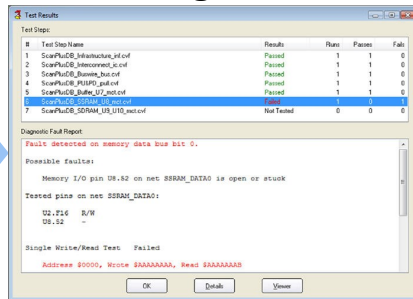 Test Results
Test Steps:
# Test Step Name Results Runs Passes Fails
1 ScanPlusDB_Infrastructure_inf.cvf Passed 1 1 0
2 ScanPlusDB_Interconnect_ic.cvf Passed 1 1 0
3 ScanPlusDB_Buswire_bus.cvf Passed 1 1 0
4 ScanPlusDB_PU&PD_pull.cvf Passed 1 1 0
5 ScanPlusDB_Buffer_U7_mct.cvf Passed 1 1 0
6 ScanPlusDB_SSRAM_U8_mct.cvf Failed 1 0 1
7 ScanPlusDB_SDRAM_U9_U10_mct.cvf Not Tested 0 0 0
Diagnostic Fault Report:
Fault detected on memory data bus bit 0.
Possible faults:
Memory I/O pin U8.52 on net SSRAM_DATA0 is open or stuck
Tested pins on net SSRAM_DATA0:
U2.F16 R/W
U8.52 -
Single Write/Read Test Failed
Address $0000, Wrote $AAAAAAAA, Read $AAAAAAAB
OK Details Viewer